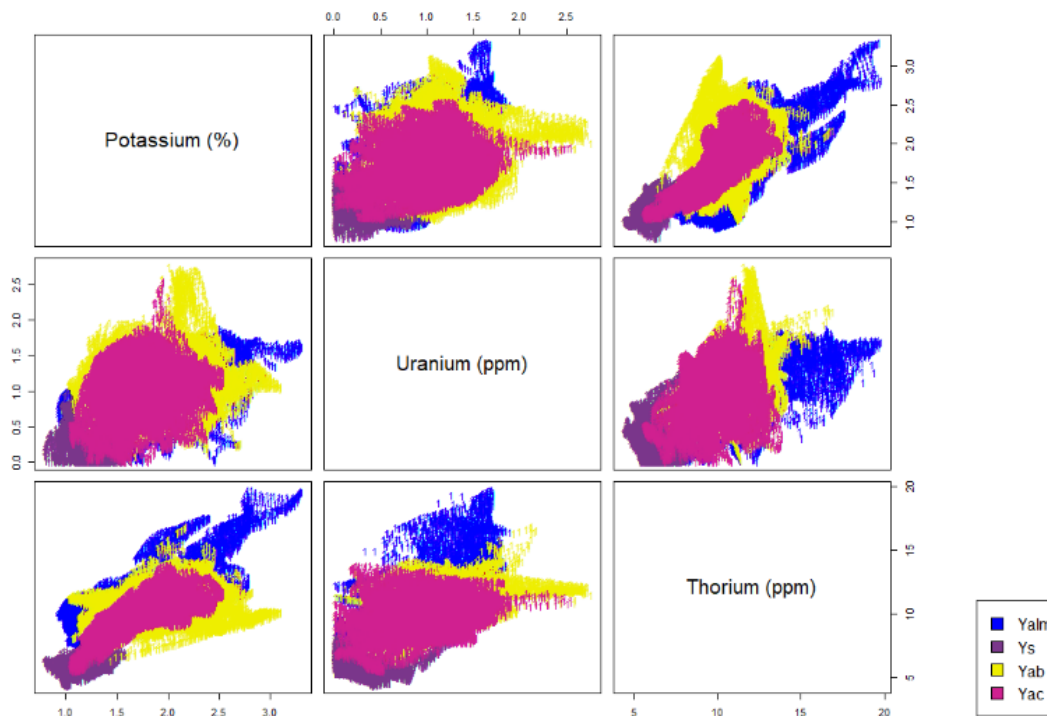 0.0 0.5 1.0 1.5 2.0 2.5
Potassium (%)
1.0 1.5 2.0 2.5 3.0
0.0 0.5 1.0 1.5 2.0 2.5
Uranium (ppm)
Thorium (ppm)
5 10 15 20
1.0 1.5 2.0 2.5 3.0
5 10 15 20
Yalm
Ys
Yab
Yac